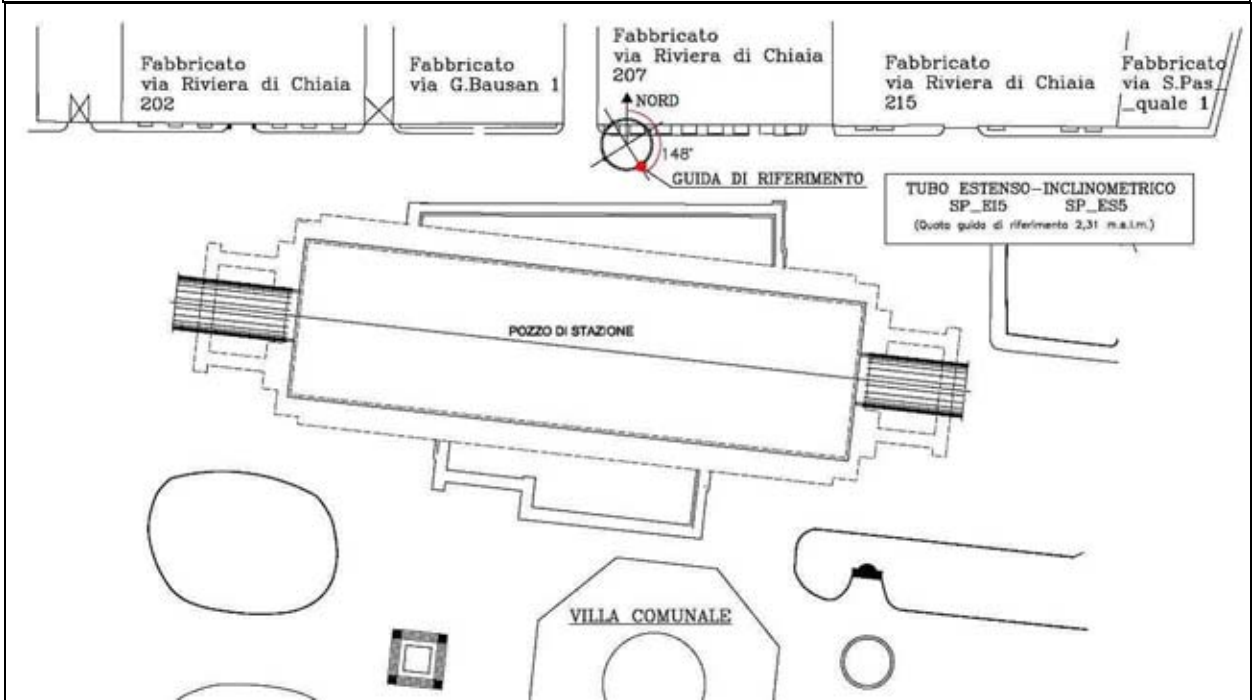 Fabbricato
via Riviera di Chiaia
202
Fabbricato
via G.Bausan 1
Fabbricato
via Riviera di Chiaia
207
Fabbricato
via Riviera di Chiaia
215
Fabbricato
via S.Pas
_quale 1
NORD
148°
GUIDA DI RIFERIMENTO
TUBO ESTENSO-INCLINOMETRICO
SP_EI5 SP_ES5
(Quota guida di riferimento 2,31 m.s.l.m.)
POZZO DI STAZIONE
VILLA COMUNALE